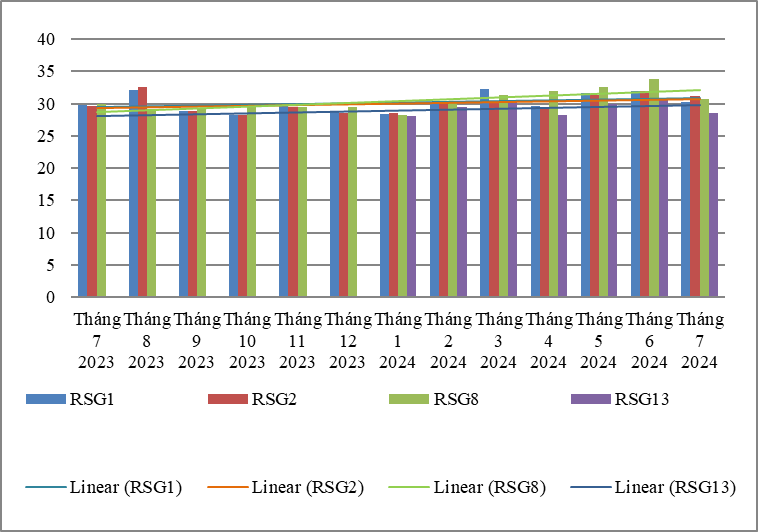 40
35
30
25
20
15
10
5
0
Tháng Tháng Tháng Tháng Tháng Tháng Tháng Tháng Tháng Tháng Tháng Tháng Tháng
7 8 9 10 11 12 1 2 3 4 5 6 7
2023 2023 2023 2023 2023 2023 2024 2024 2024 2024 2024 2024 2024
RSG1 RSG2 RSG8 RSG13
Linear (RSG1) Linear (RSG2) Linear (RSG8) Linear (RSG13)